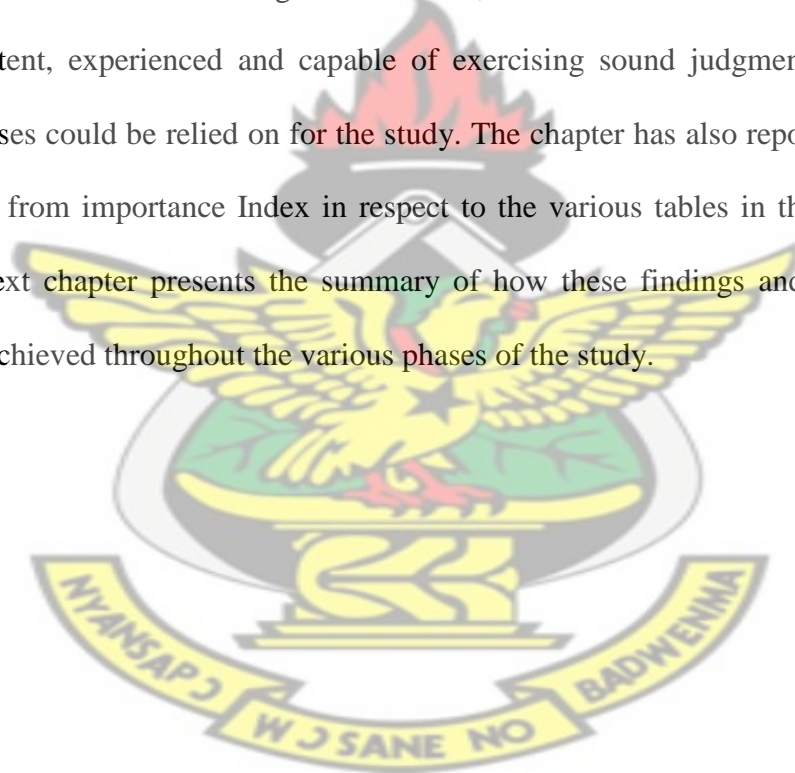 tent, experienced and capable of exercising sound judgmen
ses could be relied on for the study. The chapter has also repo
from importance Index in respect to the various tables in th
ext chapter presents the summary of how these findings and
chieved throughout the various phases of the study.
NYANSAPƆ
WƆ SANE NO
BADWENMA